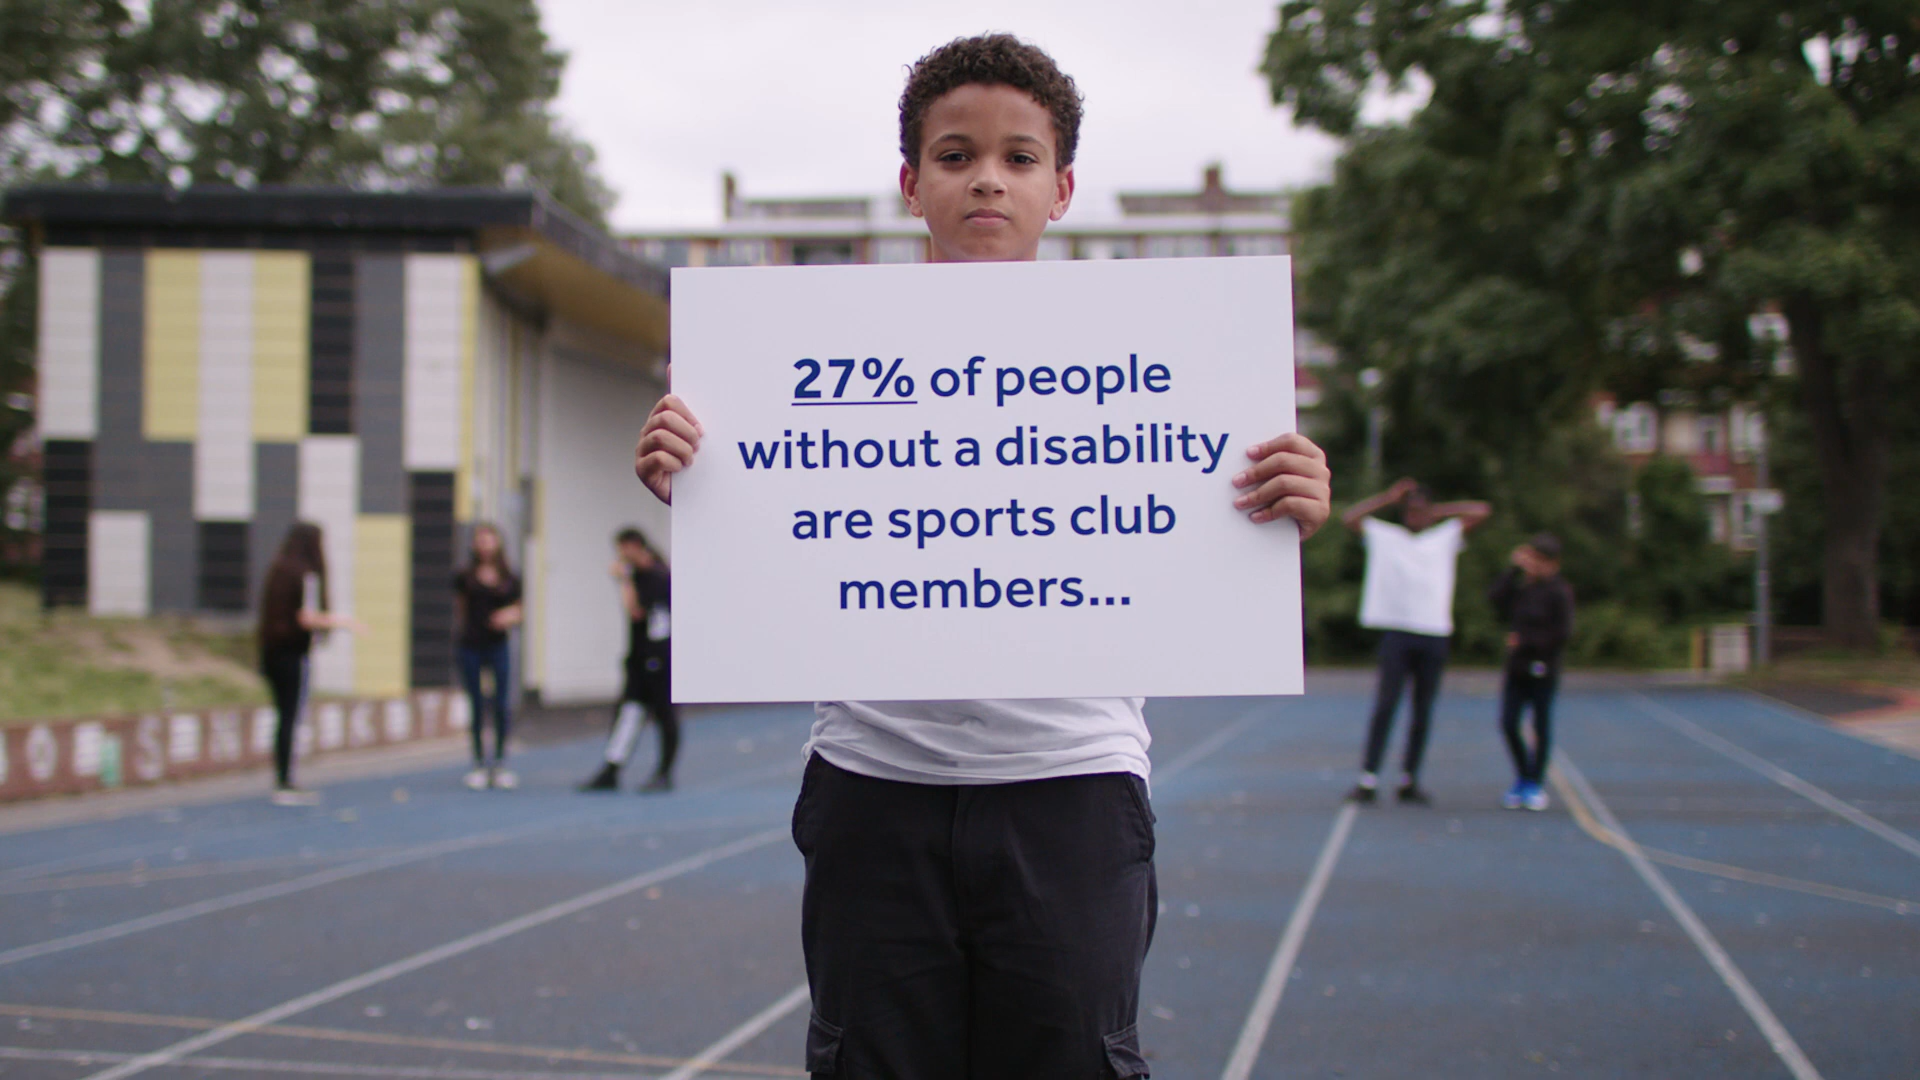 27% of people
without a disability
are sports club
members...